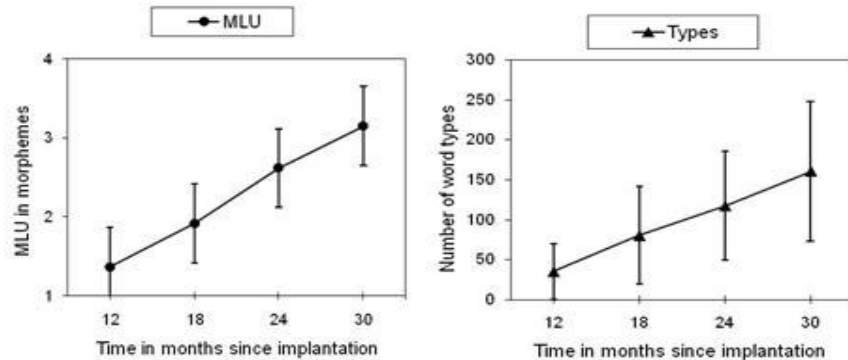 MLU
4
3
2
1
MLU in morphemes
12 18 24 30
Time in months since implantation
Types
300
250
200
150
100
50
0
Number of word types
12 18 24 30
Time in months since implantation